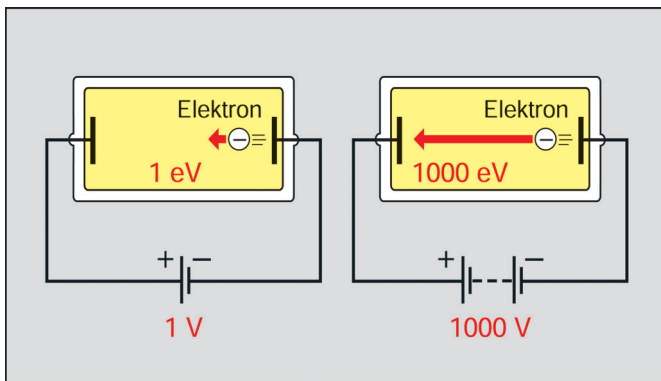 Elektron
1 eV
+ −
1 V
Elektron
1000 eV
+ −
1000 V